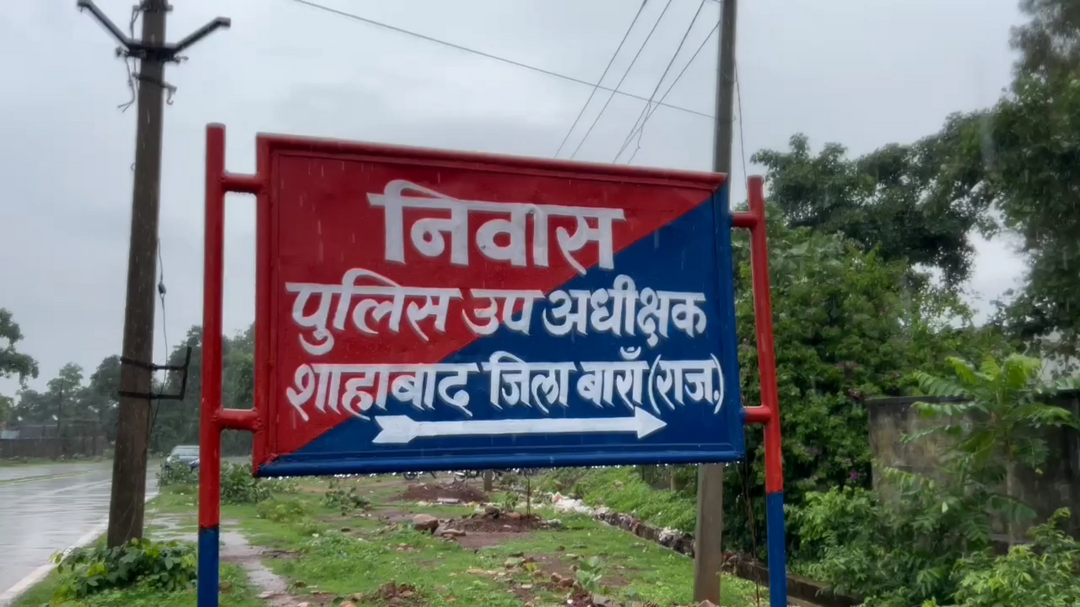 निवास
पुलिस उप अधीक्षक
शाहाबाद जिला बाराँ (राज.)